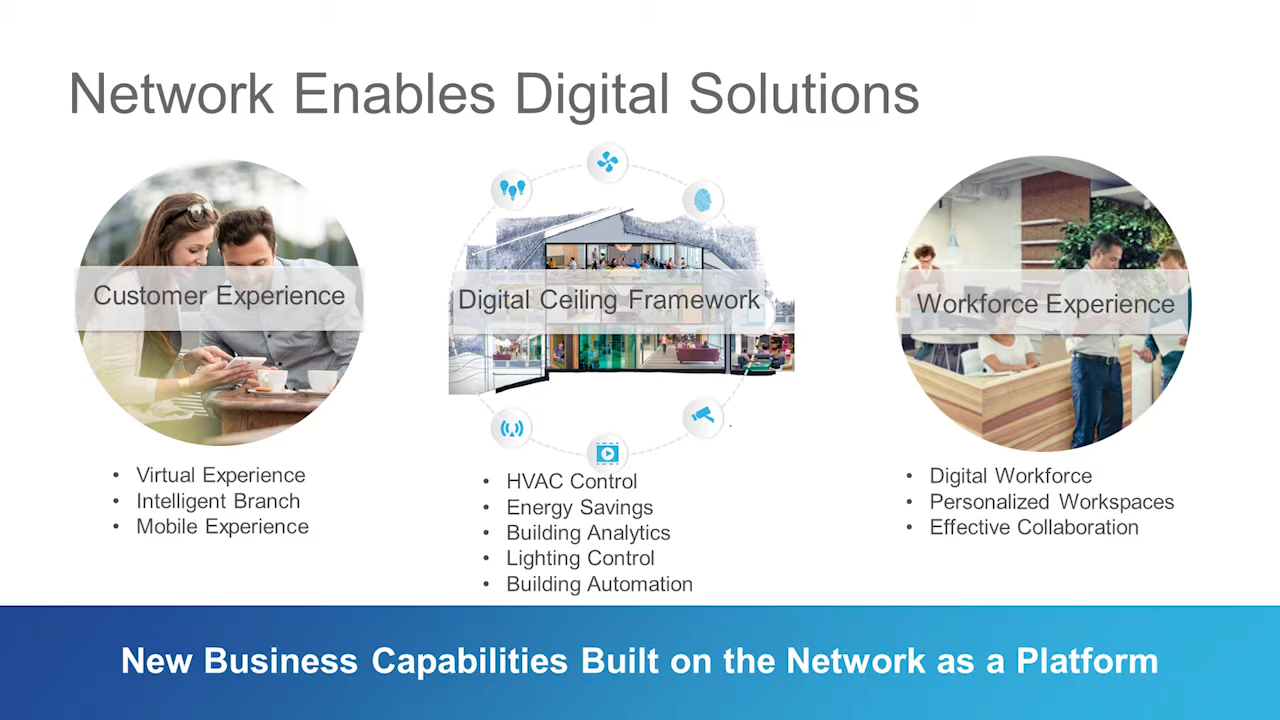 Network Enables Digital Solutions
Customer Experience
• Virtual Experience
• Intelligent Branch
• Mobile Experience
Digital Ceiling Framework
• HVAC Control
• Energy Savings
• Building Analytics
• Lighting Control
• Building Automation
Workforce Experience
• Digital Workforce
• Personalized Workspaces
• Effective Collaboration
New Business Capabilities Built on the Network as a Platform